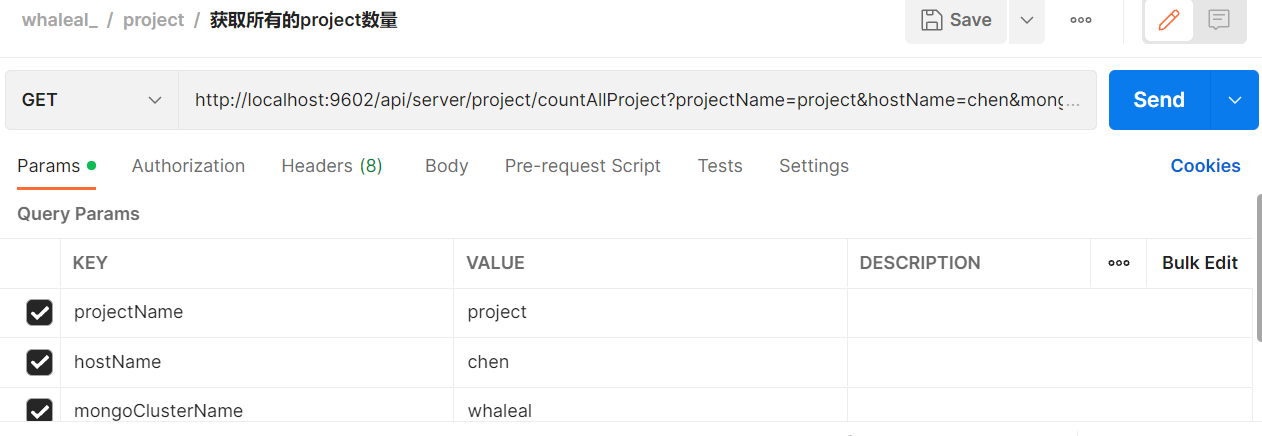 whaleal_ / project / 获取所有的project数量
Save
GET
http://localhost:9602/api/server/project/countAllProject?projectName=project&hostName=chen&mong...
Send
Params Authorization Headers (8) Body Pre-request Script Tests Settings Cookies
Query Params
KEY VALUE DESCRIPTION Bulk Edit
projectName project
hostName chen
mongoClusterName whaleal